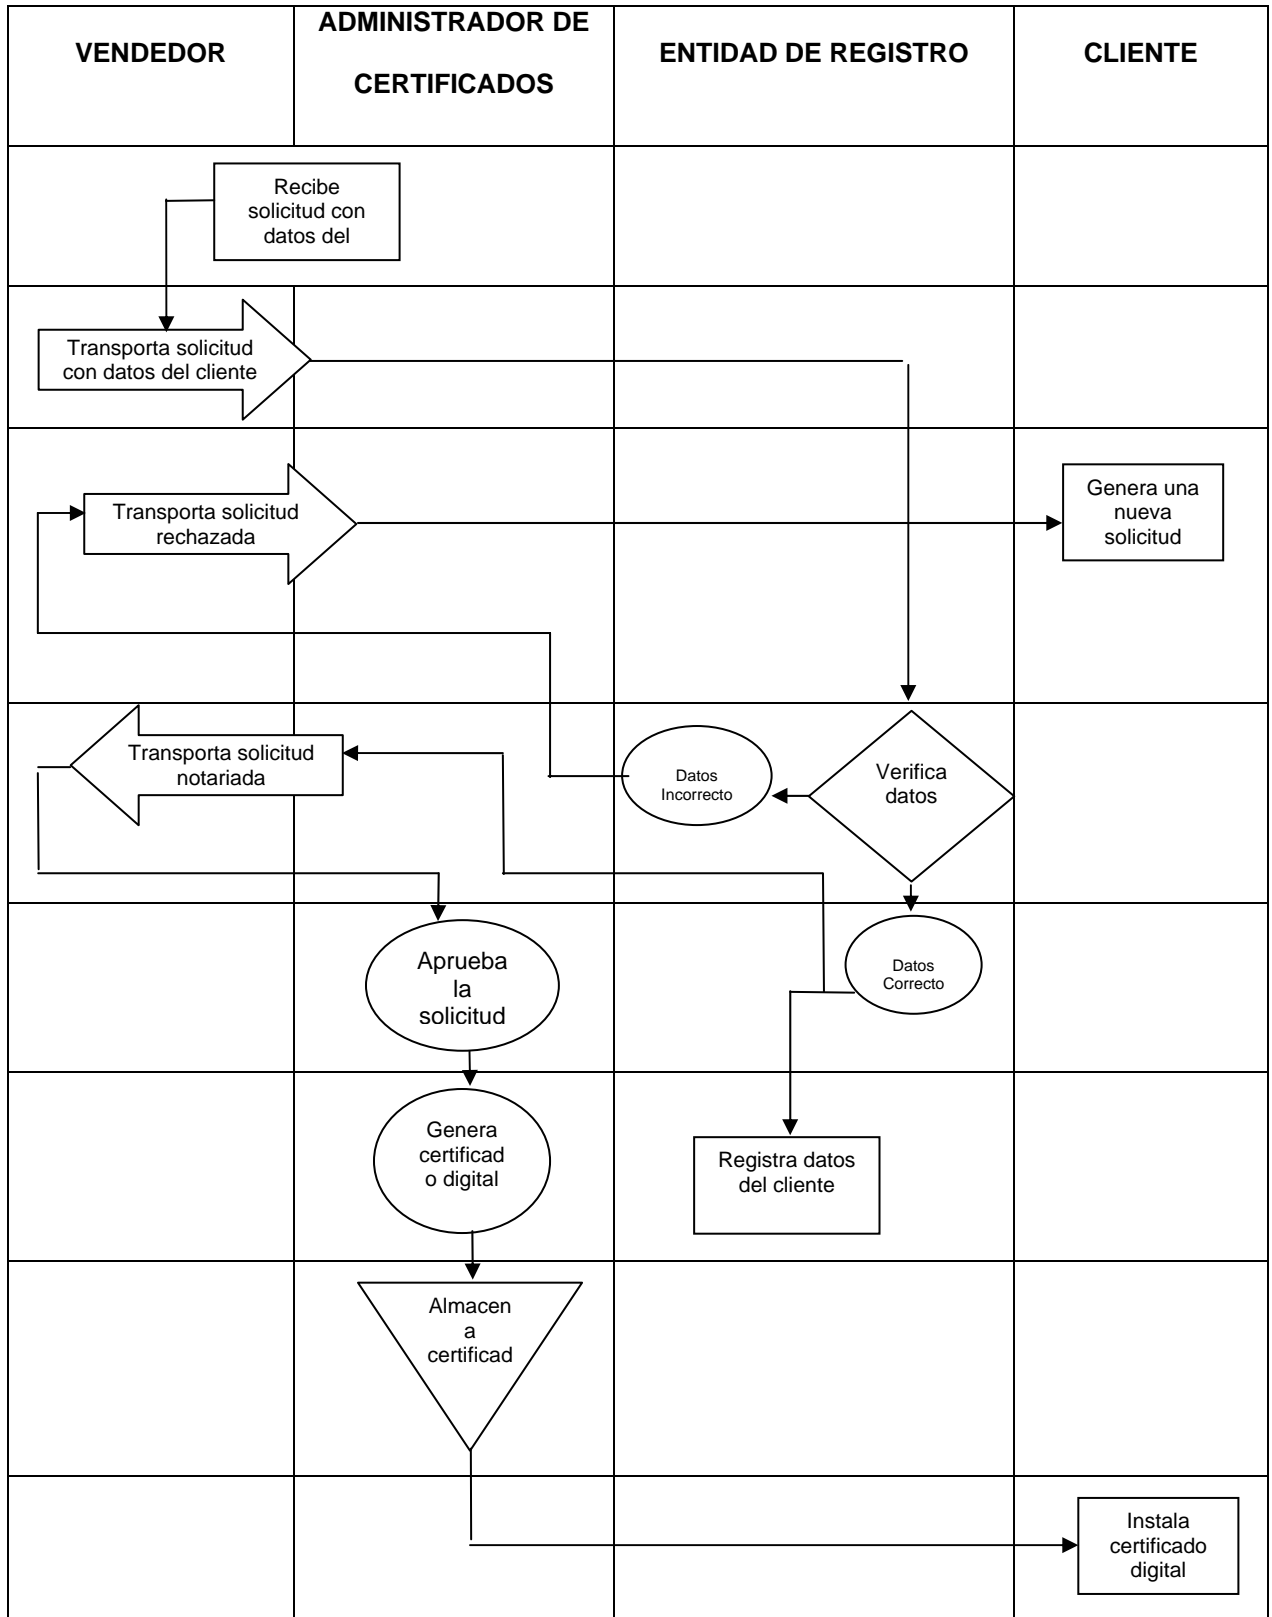 VENDEDOR
ADMINISTRADOR DE
CERTIFICADOS
ENTIDAD DE REGISTRO
CLIENTE
Recibe
solicitud con
datos del
Transporta solicitud
con datos del cliente
Transporta solicitud
rechazada
Genera una
nueva
solicitud
Transporta solicitud
notariada
Datos
Incorrecto
Verifica
datos
Aprueba
la
solicitud
Datos
Correcto
Genera
certificad
o digital
Registra datos
del cliente
Almacen
a
certificad
Instala
certificado
digital